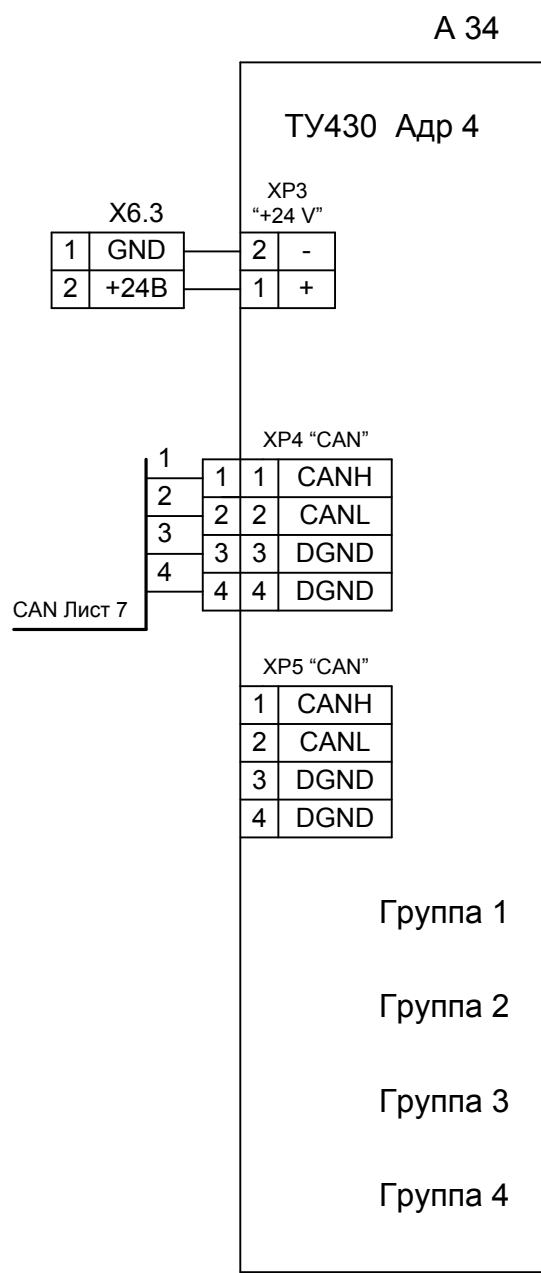 А 34
ТУ430 Адр 4
XP3
X6.3 “+24 V”
1 GND 2 -
2 +24В 1 +
XP4 “CAN”
1 1 1 CANH
2 2 2 CANL
3 3 3 DGND
4 4 4 DGND
CAN Лист 7
XP5 “CAN”
1 CANH
2 CANL
3 DGND
4 DGND
Группа 1
Группа 2
Группа 3
Группа 4